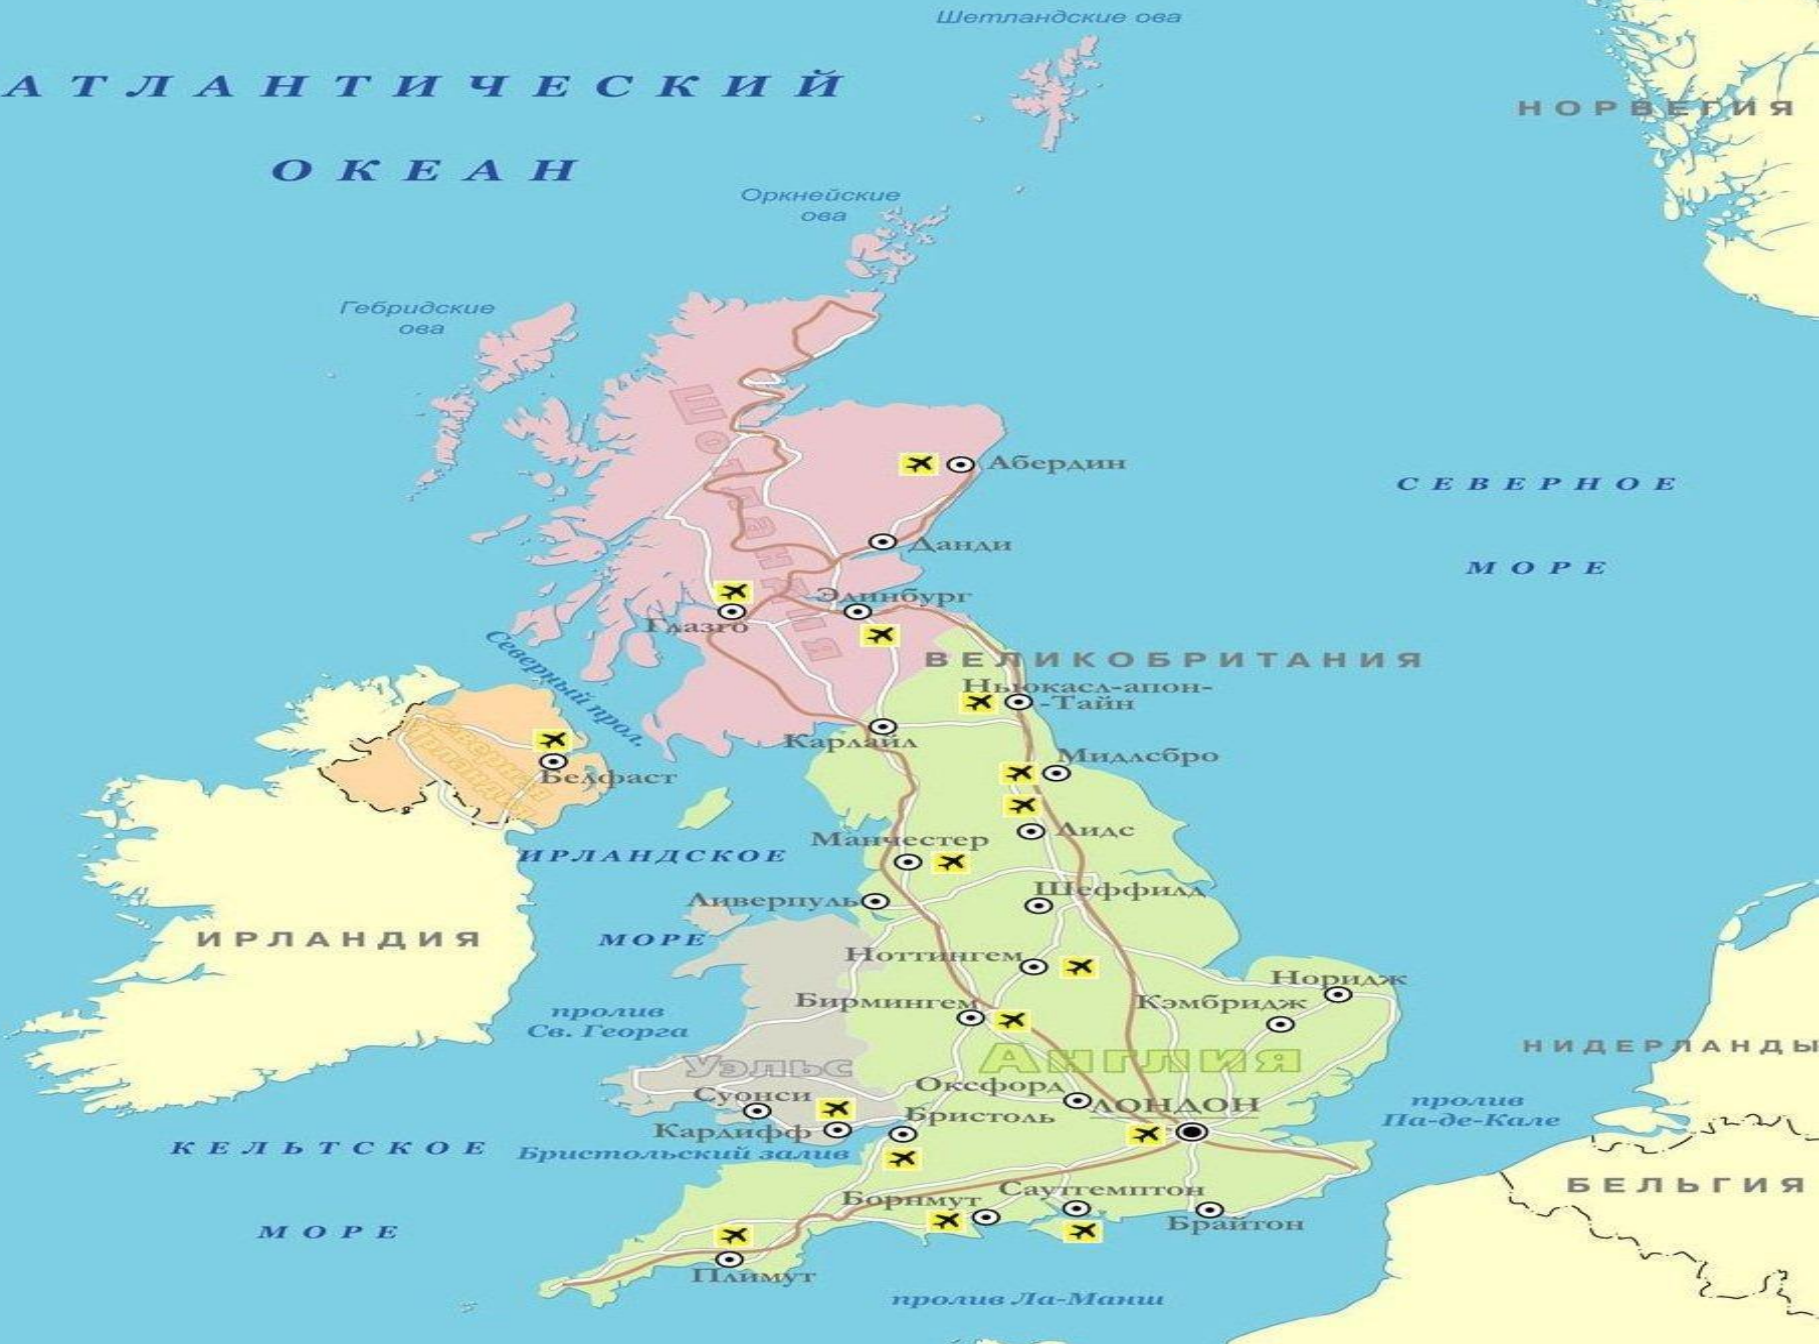 Шетландские ова
АТЛАНТИЧЕСКИЙ
НОРВЕГИЯ
ОКЕАН
Оркнейские
ова
Гебридские
ова
ШОТЛАНДИЯ
Абердин
СЕВЕРНОЕ
Данди
МОРЕ
Эдинбург
Глазго
Северный прол.
ВЕЛИКОБРИТАНИЯ
Ньюкасл-апон-
-Тайн
Карлайл
Северная
Ирландия
Мидлсбро
Белфаст
Лидс
Манчестер
ИРЛАНДСКОЕ
Шеффилд
Ливерпуль
ИРЛАНДИЯ
МОРЕ
Ноттингем
Норидж
Бирмингем
Кэмбридж
пролив
Св. Георга
НИДЕРЛАНДЫ
Англия
Уэльс
Оксфорд
Суонси
ЛОНДОН
пролив
Па-де-Кале
Бристоль
Кардифф
КЕЛЬТСКОЕ
Бристольский залив
БЕЛЬГИЯ
Саутгемптон
Борнмут
Брайтон
МОРЕ
Плимут
пролив Ла-Манш